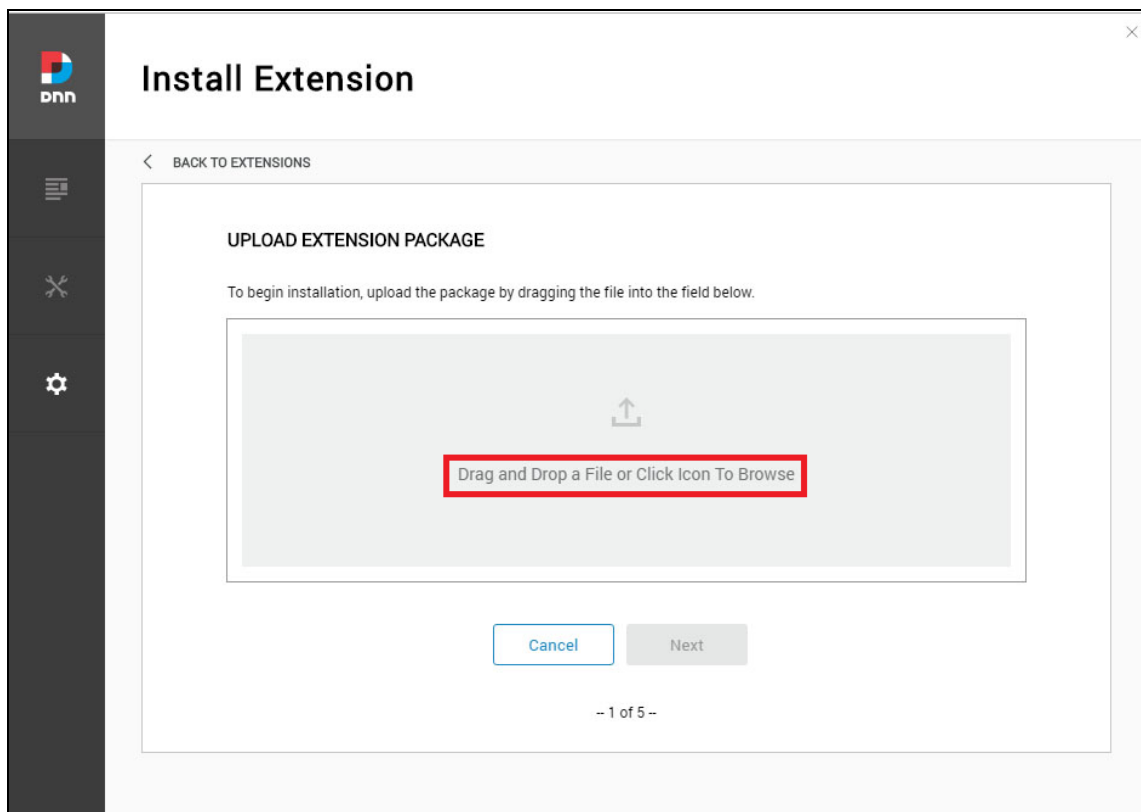 DNN
Install Extension
BACK TO EXTENSIONS
UPLOAD EXTENSION PACKAGE
To begin installation, upload the package by dragging the file into the field below.
Drag and Drop a File or Click Icon To Browse
Cancel Next
-- 1 of 5 --